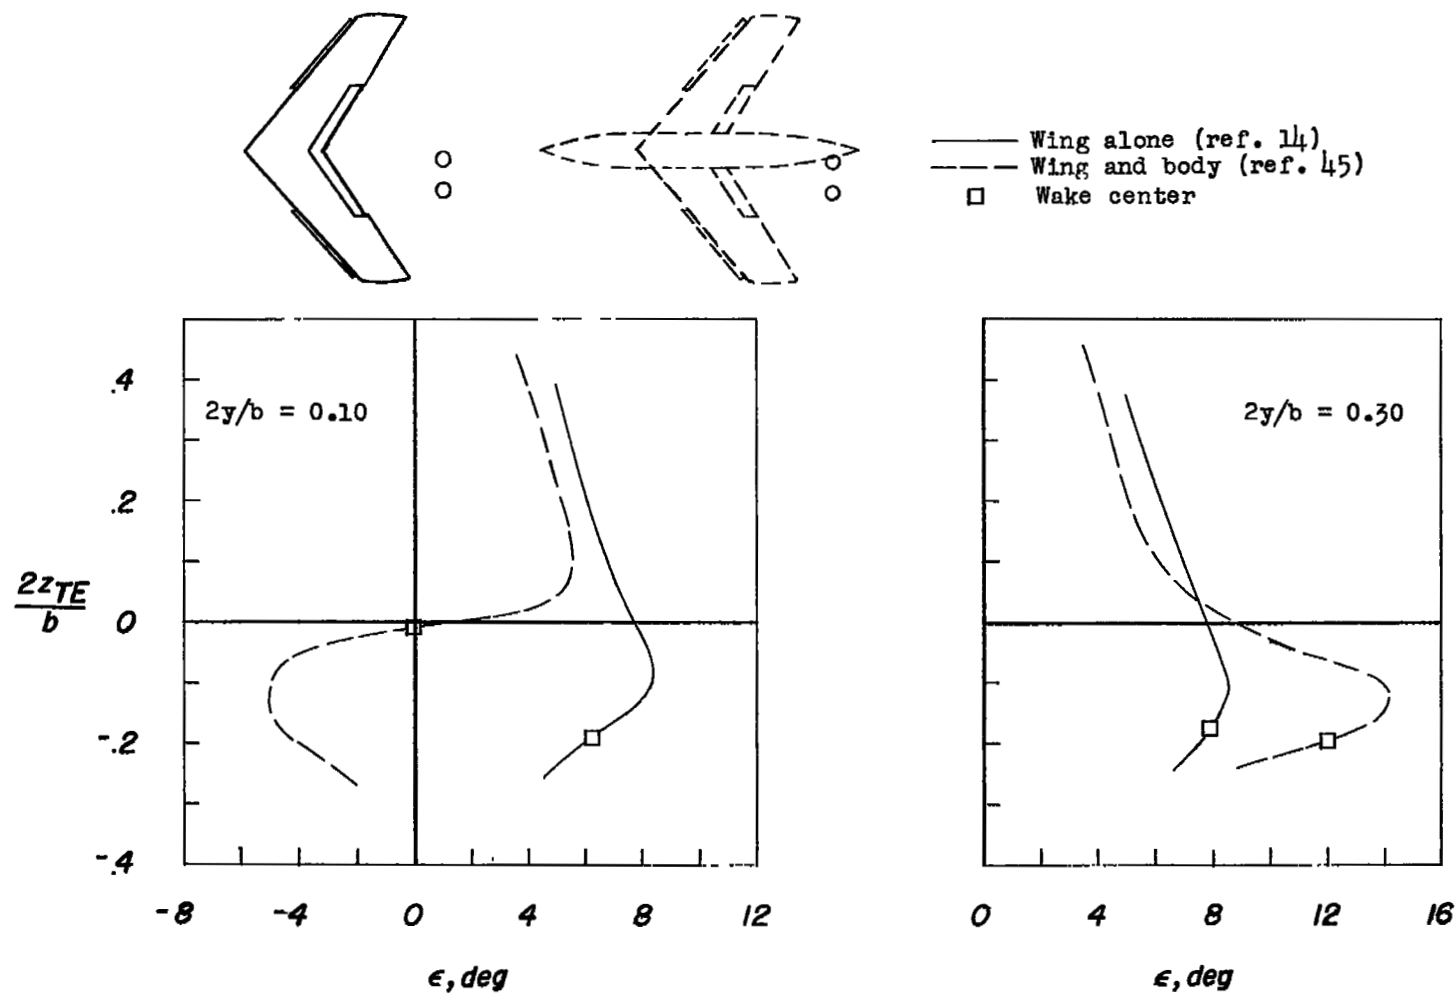 Wing alone (ref. 14)
Wing and body (ref. 45)
Wake center
2y/b = 0.10
2y/b = 0.30
.4
.2
0
-.2
-.4
2zTE
b
-8 -4 0 4 8 12
0 4 8 12 16
ϵ, deg
ϵ, deg